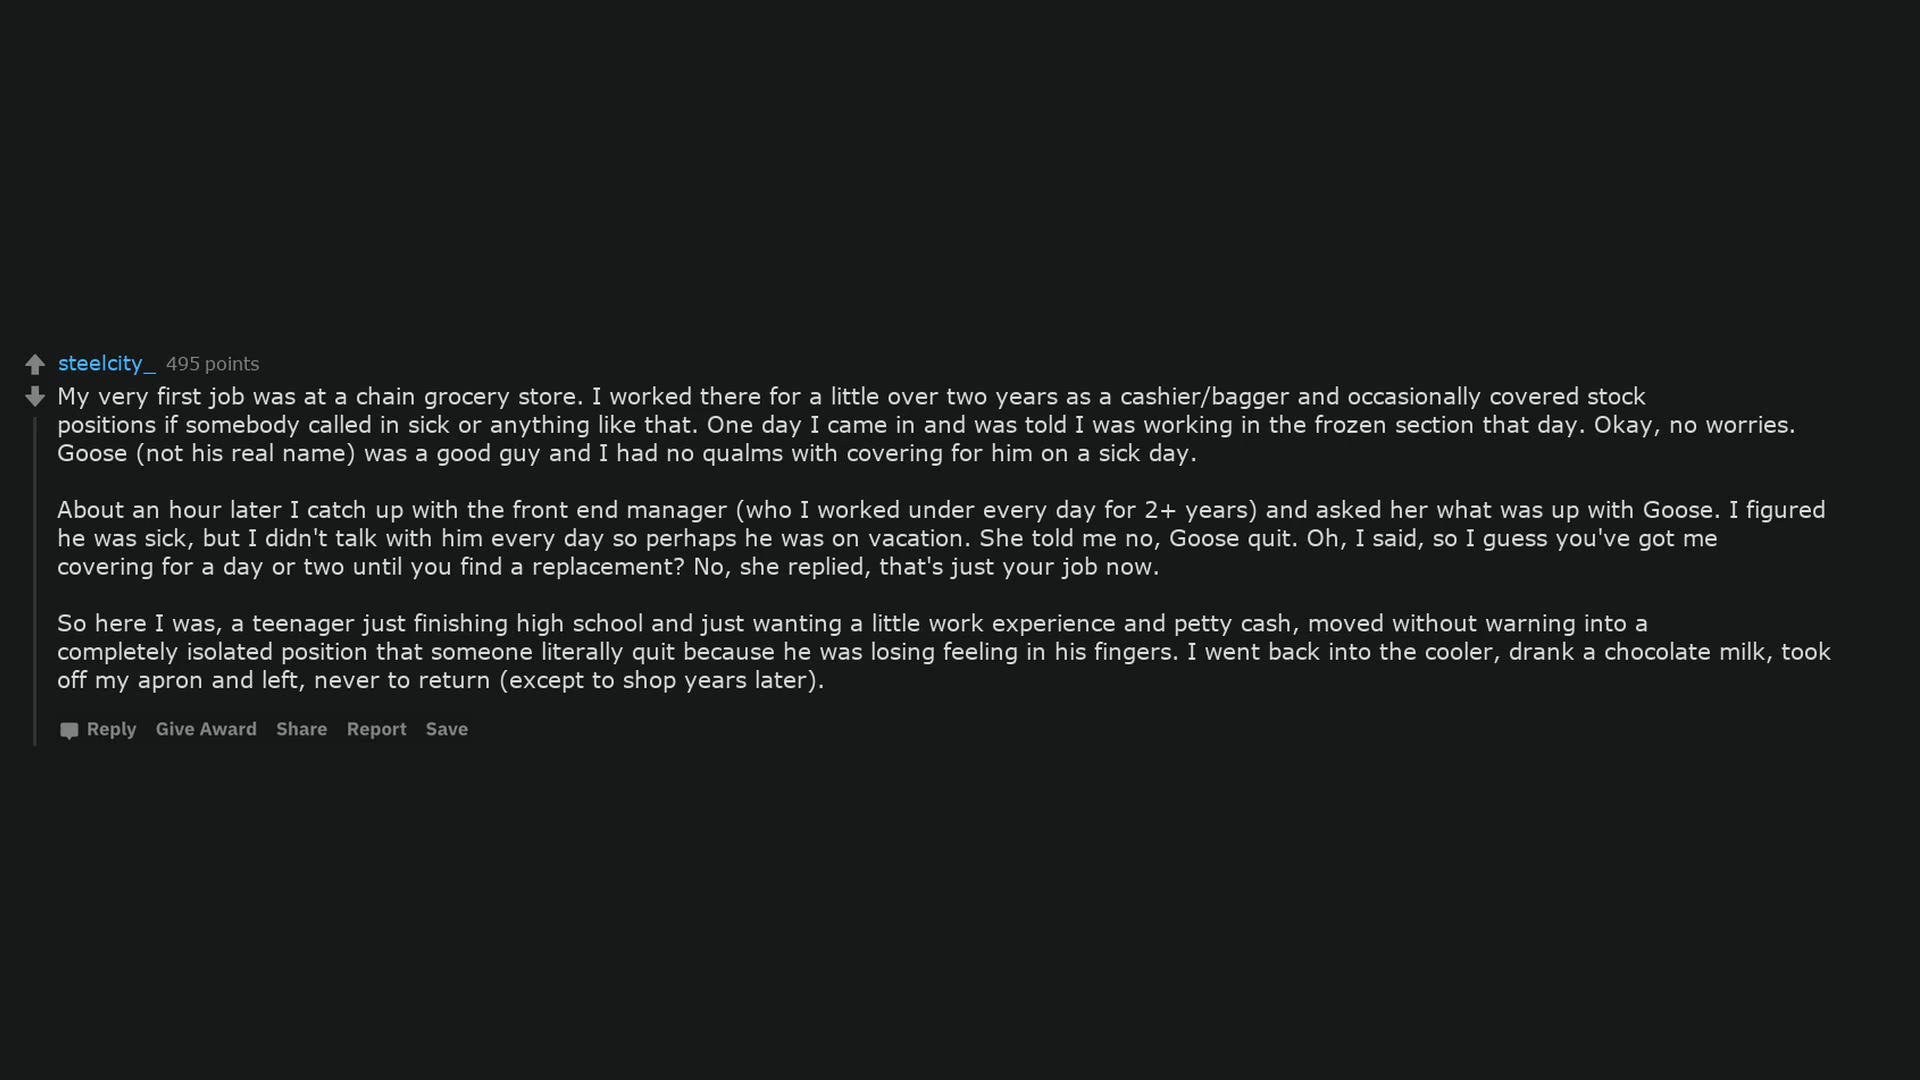 steelcity_ 495 points
My very first job was at a chain grocery store. I worked there for a little over two years as a cashier/bagger and occasionally covered stock
positions if somebody called in sick or anything like that. One day I came in and was told I was working in the frozen section that day. Okay, no worries.
Goose (not his real name) was a good guy and I had no qualms with covering for him on a sick day.
About an hour later I catch up with the front end manager (who I worked under every day for 2+ years) and asked her what was up with Goose. I figured
he was sick, but I didn't talk with him every day so perhaps he was on vacation. She told me no, Goose quit. Oh, I said, so I guess you've got me
covering for a day or two until you find a replacement? No, she replied, that's just your job now.
So here I was, a teenager just finishing high school and just wanting a little work experience and petty cash, moved without warning into a
completely isolated position that someone literally quit because he was losing feeling in his fingers. I went back into the cooler, drank a chocolate milk, took
off my apron and left, never to return (except to shop years later).
Reply Give Award Share Report Save